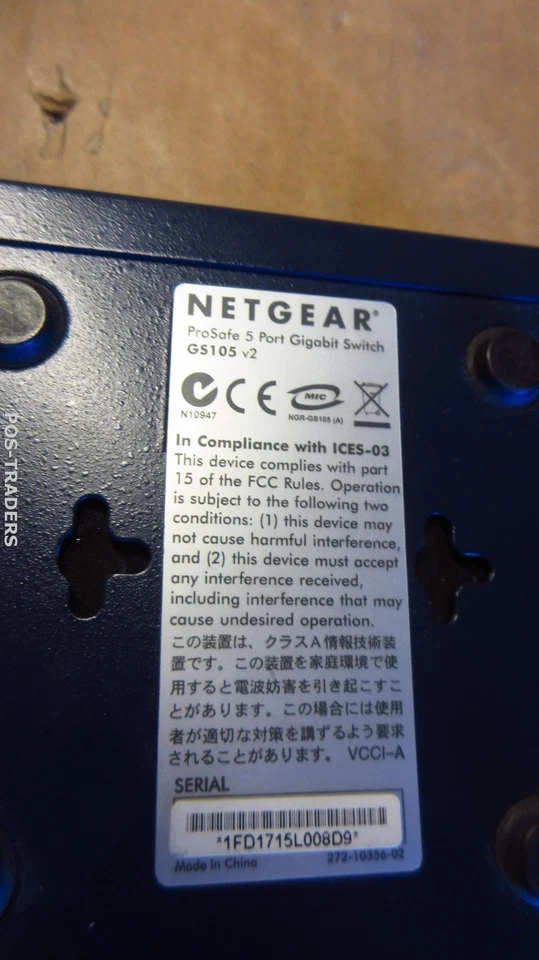 NETGEAR®
ProSafe 5 Port Gigabit Switch
GS105 v2
N10947
CE
MIC
NGR-GS105 (A)
In Compliance with ICES-03
This device complies with part
15 of the FCC Rules. Operation
is subject to the following two
conditions: (1) this device may
not cause harmful interference,
and (2) this device must accept
any interference received,
including interference that may
cause undesired operation.
この装置は、クラスA情報技術装
置です。この装置を家庭環境で使
用すると電波妨害を引き起こすこ
とがあります。この場合には使用
者が適切な対策を講ずるよう要求
されることがあります。 VCCI-A
SERIAL
*1FD1715L008D9*
Made in China 272-10356-02
POS-TRADERS